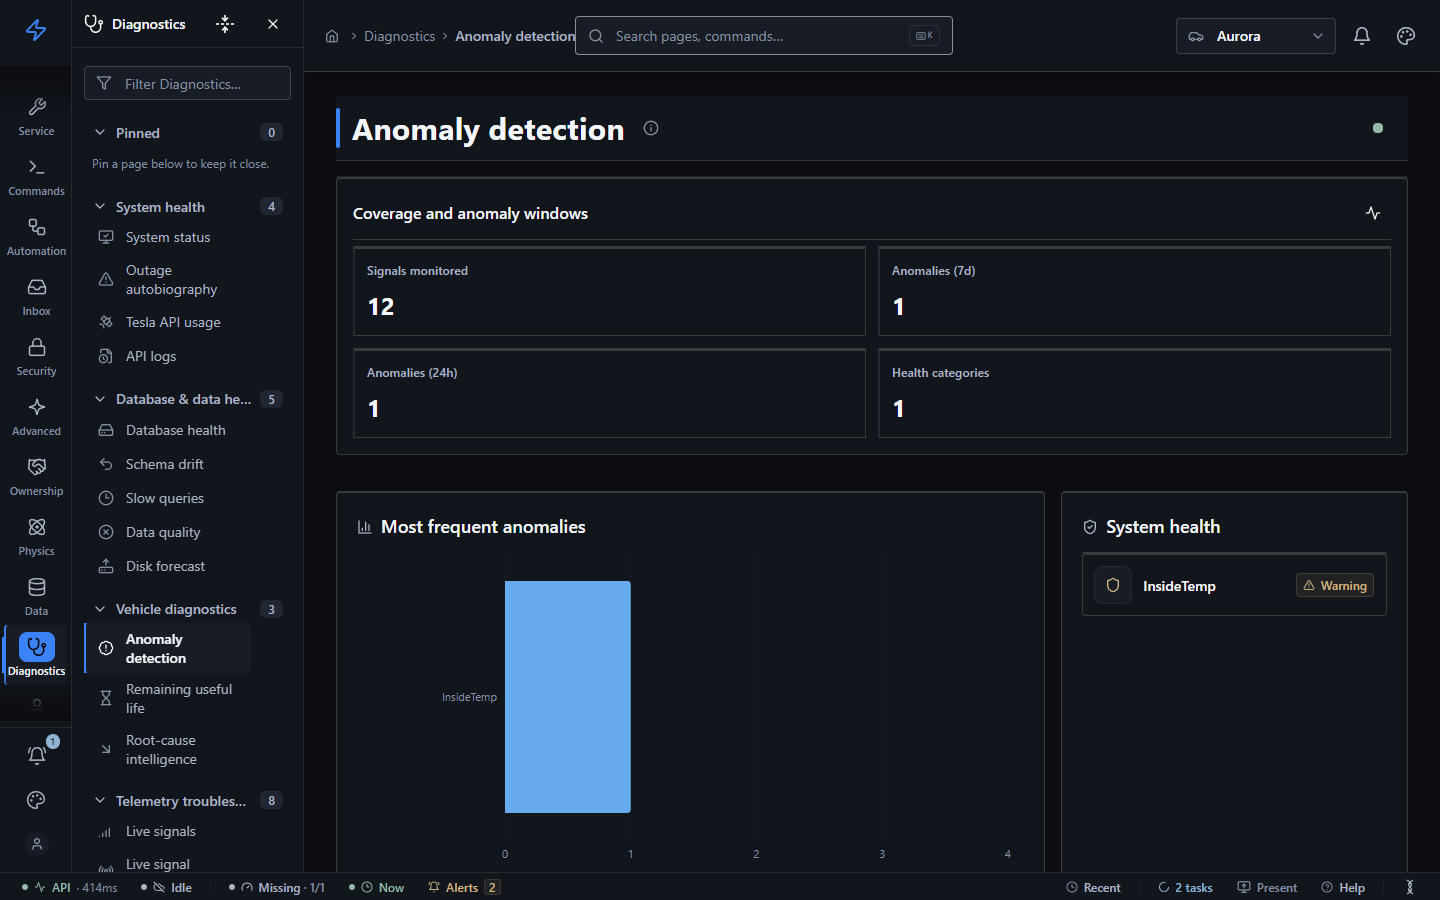 Diagnostics
Diagnostics
Anomaly detection
Search pages, commands...
K
Aurora
Filter Diagnostics...
Pinned
0
Pin a page below to keep it close.
System health
4
System status
Outage
autobiography
Tesla API usage
API logs
Database & data he...
5
Database health
Schema drift
Slow queries
Data quality
Disk forecast
Vehicle diagnostics
3
Anomaly
detection
Remaining useful
life
Root-cause
intelligence
Telemetry troubles...
8
Live signals
Live signal
Service
Commands
Automation
Inbox
Security
Advanced
Ownership
Physics
Data
Diagnostics
1
Anomaly detection
Coverage and anomaly windows
Signals monitored
12
Anomalies (7d)
1
Anomalies (24h)
1
Health categories
1
Most frequent anomalies
InsideTemp
0 1 2 3 4
System health
InsideTemp
Warning
API · 414ms
Idle
Missing · 1/1
Now
Alerts 2
Recent
2 tasks
Present
Help